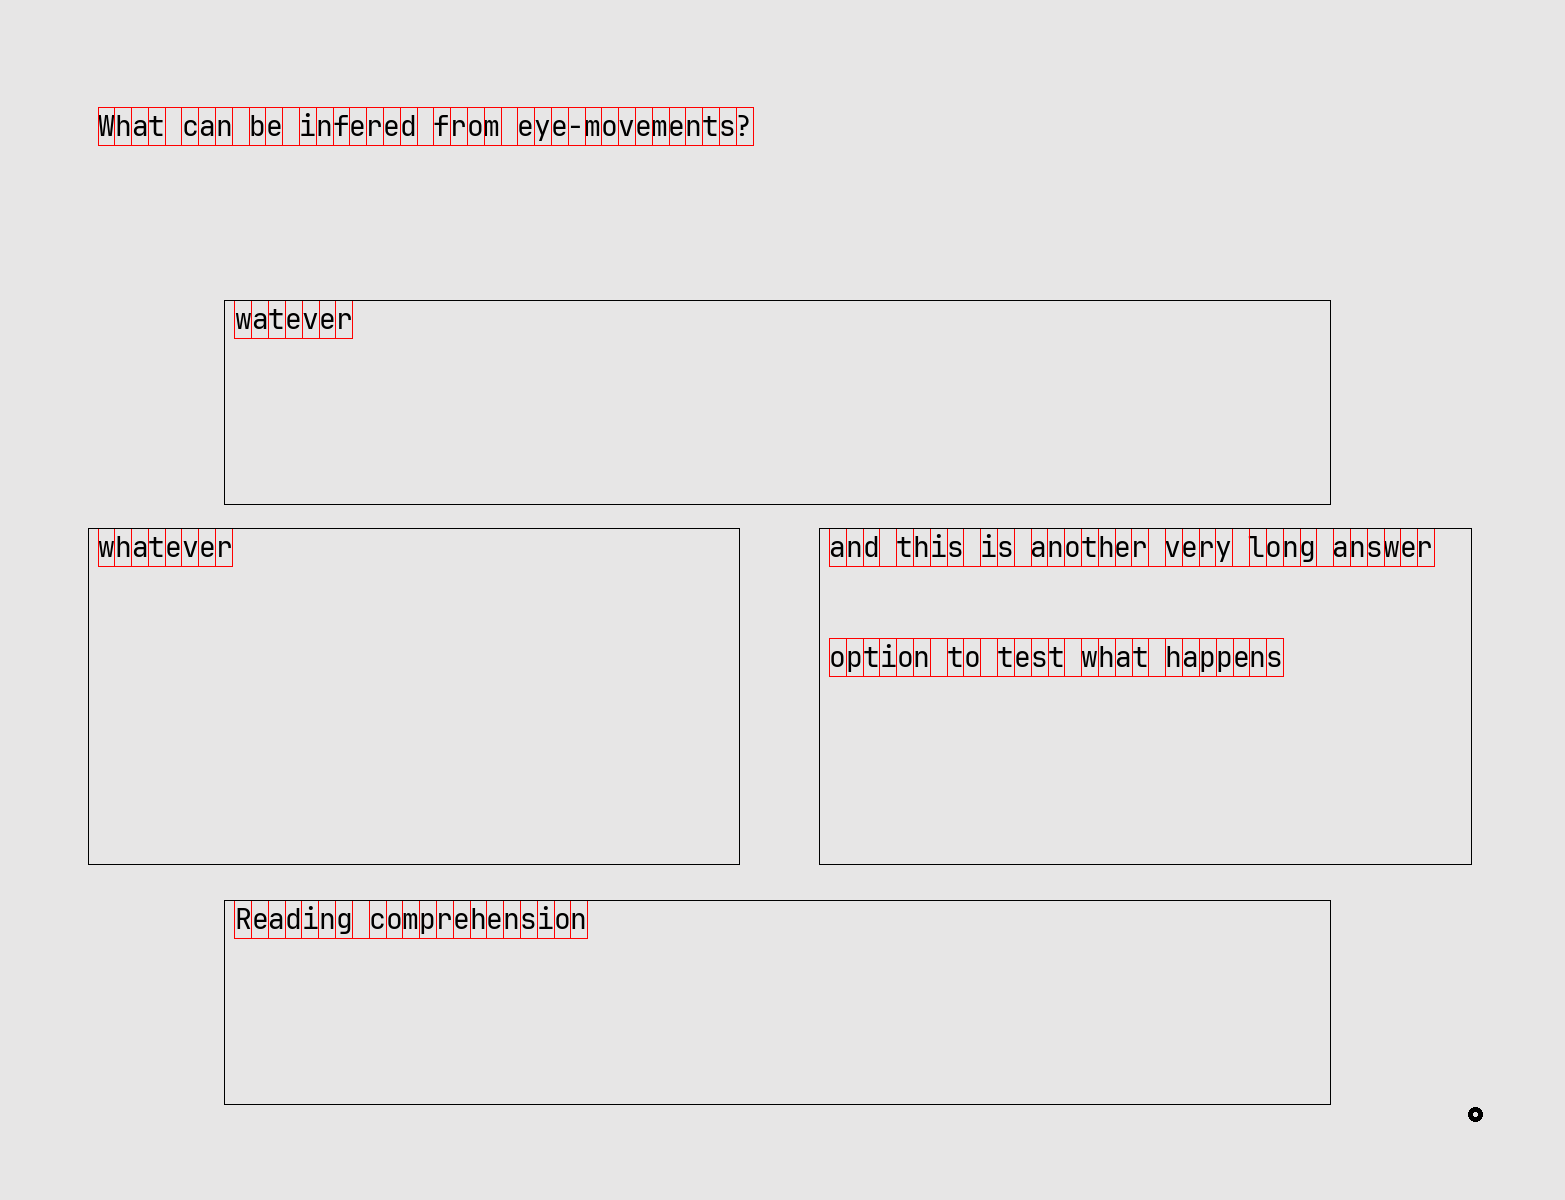 What can be infered from eye-movements?
watever
whatever
and this is another very long answer
option to test what happens
Reading comprehension